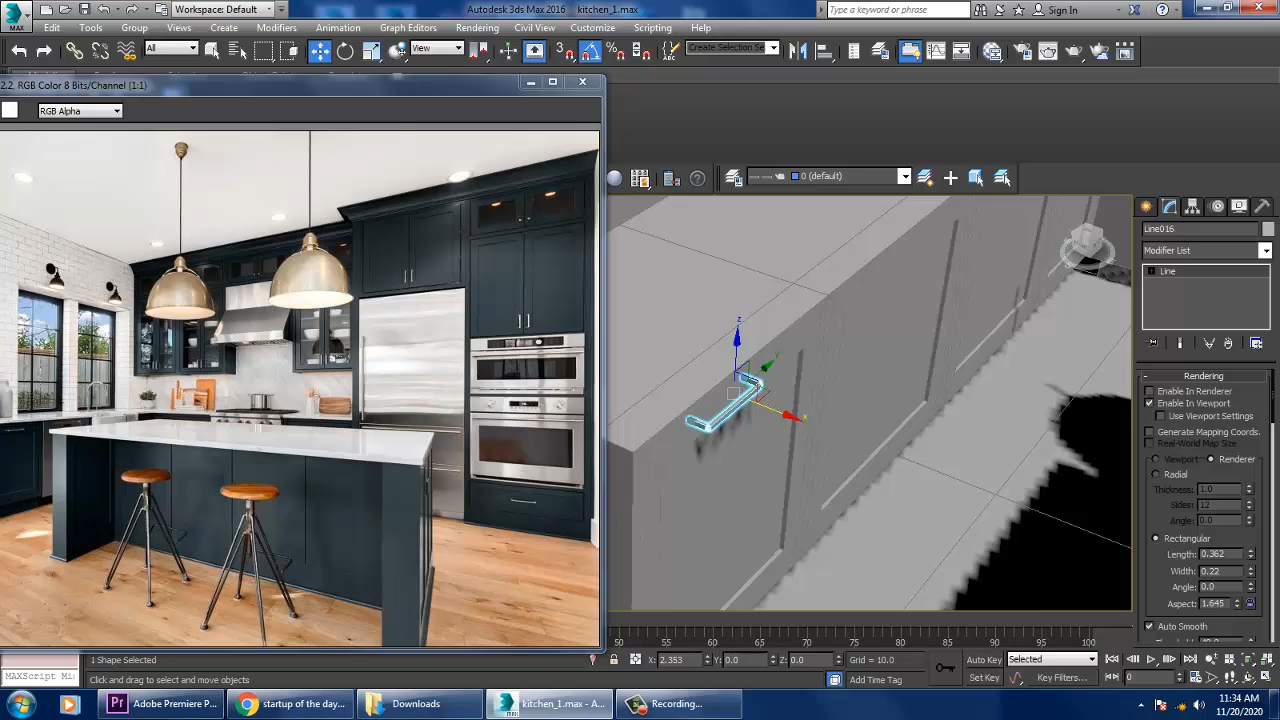 Workspace: Default
Autodesk 3ds Max 2016 kitchen_1.max
Type a keyword or phrase
Sign In
MAX
Edit Tools Group Views Create Modifiers Animation Graph Editors Rendering Civil View Customize Scripting Help
All
View
Create Selection Se
2.2, RGB Color 8 Bits/Channel (1:1)
RGB Alpha
0 (default)
Line016
Modifier List
Line
z
y
x
Rendering
Enable In Renderer
Enable In Viewport
Use Viewport Settings
Generate Mapping Coords.
Real-World Map Size
Viewport Renderer
Radial
Thickness: 1.0
Sides: 12
Angle: 0.0
Rectangular
Length: 0.362
Width: 0.22
Angle: 0.0
Aspect: 1.645
Auto Smooth
50 55 60 65 70 75 80 85 90 95 100
1 Shape Selected
X: 2.353 Y: 0.0 Z: 0.0 Grid = 10.0
Auto Key Selected
MAXScript Mi
Click and drag to select and move objects
Add Time Tag
Set Key Key Filters... 0
Adobe Premiere P...
startup of the day...
Downloads
kitchen_1.max - A...
Recording...
11:34 AM
11/20/2020